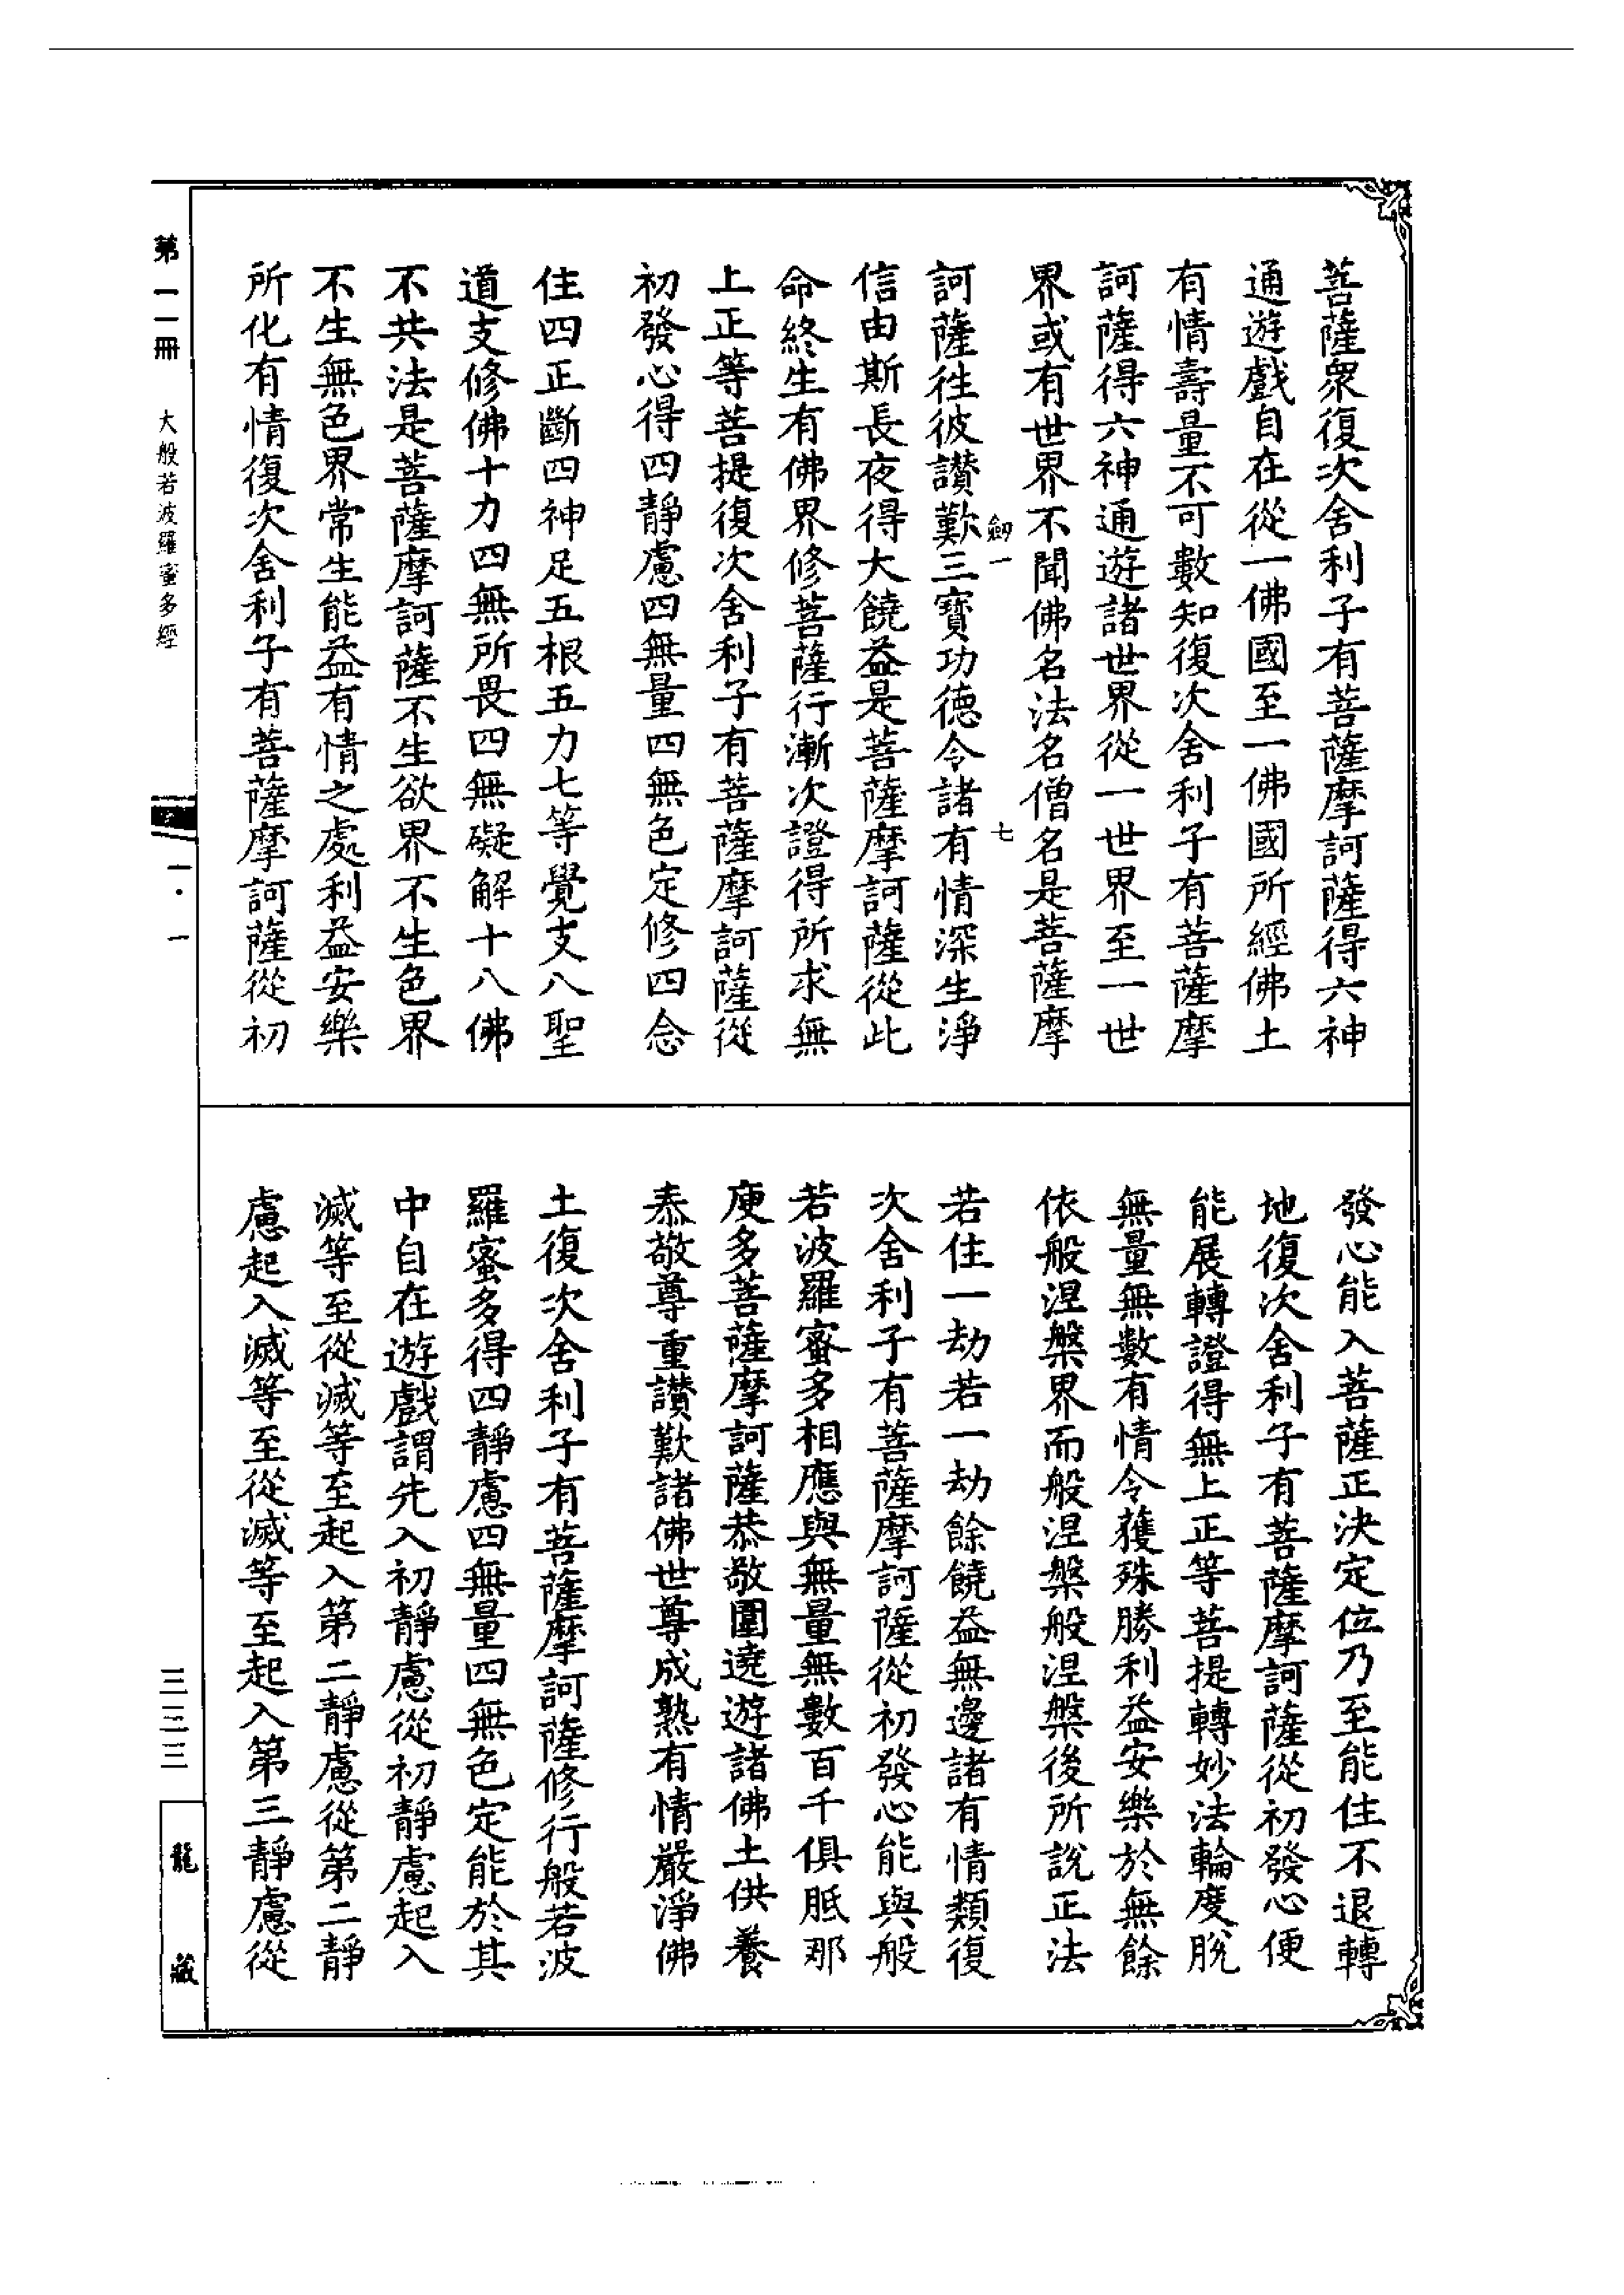 菩薩衆復次舍利子有菩薩摩訶薩得六神
通遊戲自在從一佛國至一佛國所經佛土
有情壽量不可數知復次舍利子有菩薩摩
訶薩得六神通遊諸世界從一世界至一世
界或有世界不聞佛名法名僧名是菩薩摩
劒一 七
訶薩往彼讃歎三寶功德令諸有情深生淨
信由斯長夜得大饒益是菩薩摩訶薩從此
命終生有佛界修菩薩行漸次證得所求無
上正等菩提復次舍利子有菩薩摩訶薩從
初發心得四靜慮四無量四無色定修四念
住四正斷四神足五根五力七等覺支八聖
道支修佛十力四無所畏四無礙解十八佛
不共法是菩薩摩訶薩不生欲界不生色界
不生無色界常生能益有情之處利益安樂
所化有情復次舍利子有菩薩摩訶薩從初
發心能入菩薩正決定位乃至能住不退轉
地復次舍利子有菩薩摩訶薩從初發心便
能展轉證得無上正等菩提轉妙法輪度脫
無量無數有情令獲殊勝利益安樂於無餘
依般涅槃界而般涅槃般涅槃後所說正法
若住一劫若一劫餘饒益無邊諸有情類復
次舍利子有菩薩摩訶薩從初發心能與般
若波羅蜜多相應與無量無數百千俱胝那
庾多菩薩摩訶薩恭敬圍遶遊諸佛土供養
恭敬尊重讃歎諸佛世尊成熟有情嚴淨佛
土復次舍利子有菩薩摩訶薩修行般若波
羅蜜多得四靜慮四無量四無色定能於其
中自在遊戲謂先入初靜慮從初靜慮起入
滅等至從滅等至起入第二靜慮從第二靜
慮起入滅等至從滅等至起入第三靜慮從
第一一冊 大般若波羅蜜多經
一·一
三三三
龍藏